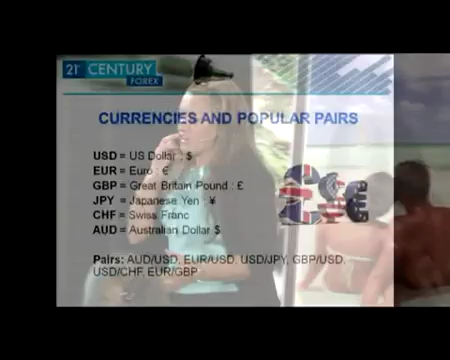 21st CENTURY
FOREX
CURRENCIES AND POPULAR PAIRS
USD = US Dollar : $
EUR = Euro : €
GBP = Great Britain Pound : £
JPY = Japanese Yen : ¥
CHF = Swiss Franc
AUD = Australian Dollar $
Pairs: AUD/USD, EUR/USD, USD/JPY, GBP/USD,
USD/CHF, EUR/GBP